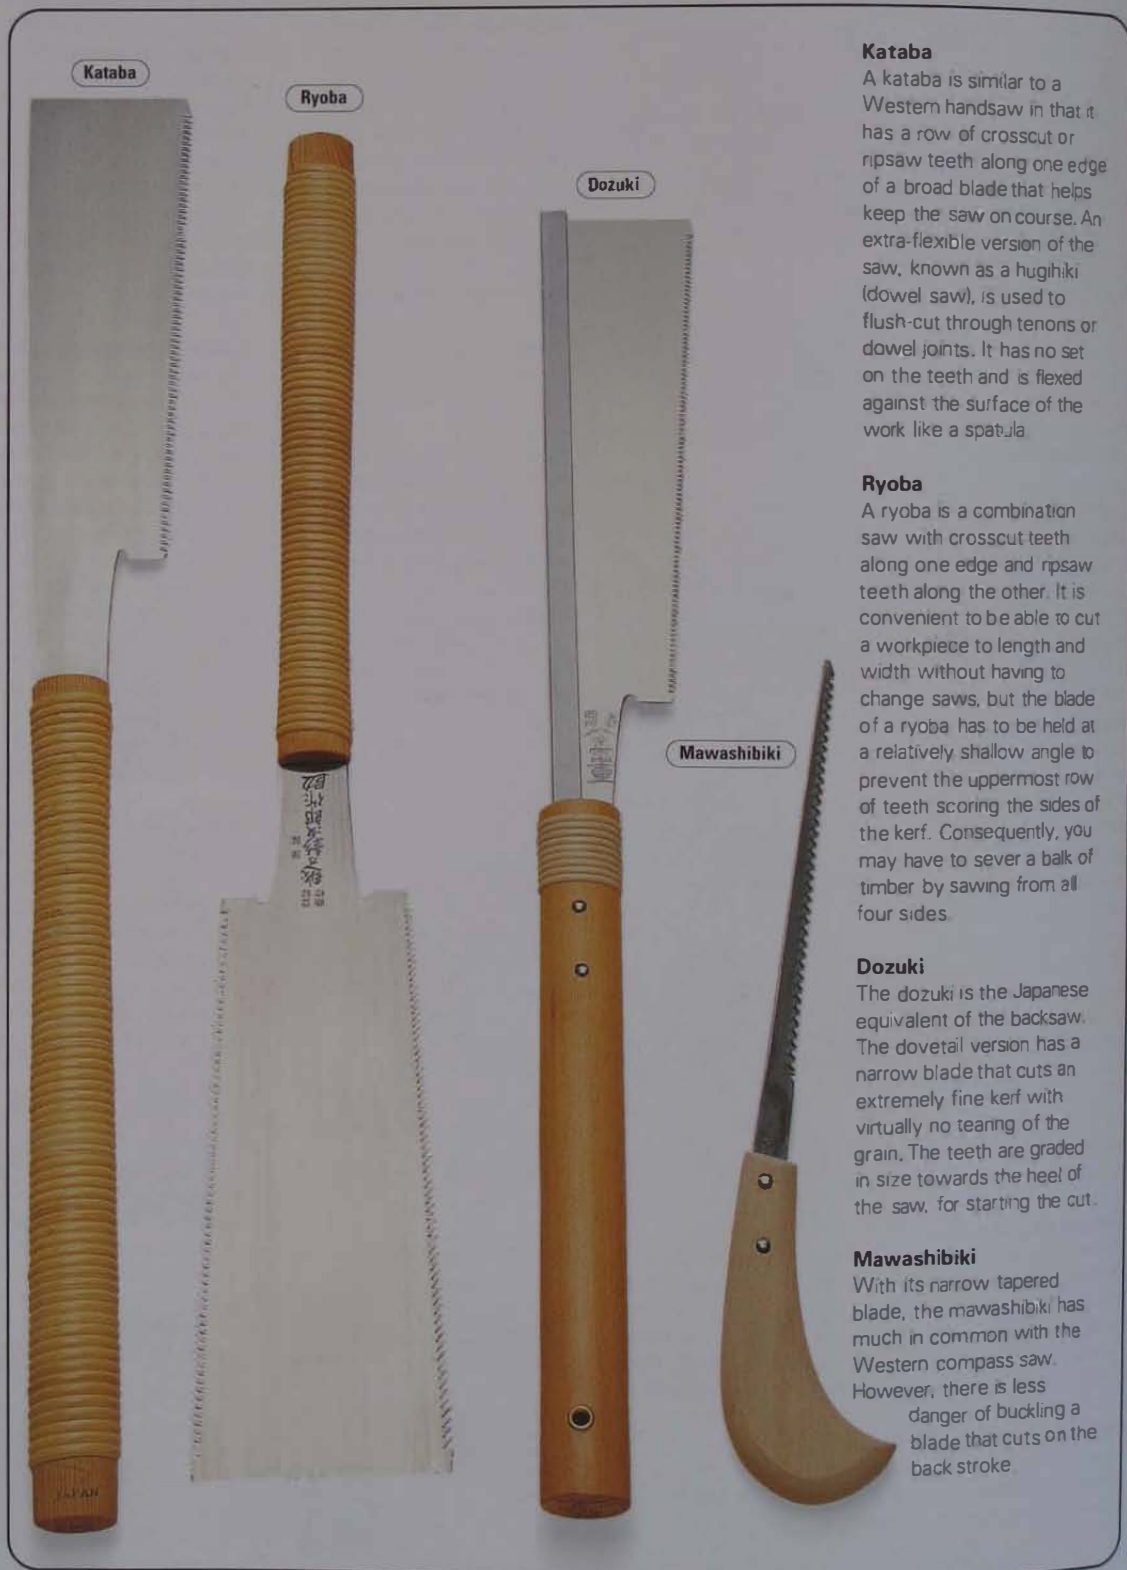 Kataba
Ryoba
Dozuki
Mawashibiki
JAPAN
Kataba
A kataba is similar to a
Western handsaw in that it
has a row of crosscut or
ripsaw teeth along one edge
of a broad blade that helps
keep the saw on course. An
extra-flexible version of the
saw, known as a hugihiki
(dowel saw), is used to
flush-cut through tenons or
dowel joints. It has no set
on the teeth and is flexed
against the surface of the
work like a spatula
Ryoba
A ryoba is a combination
saw with crosscut teeth
along one edge and ripsaw
teeth along the other. It is
convenient to be able to cut
a workpiece to length and
width without having to
change saws, but the blade
of a ryoba has to be held at
a relatively shallow angle to
prevent the uppermost row
of teeth scoring the sides of
the kerf. Consequently, you
may have to sever a balk of
timber by sawing from all
four sides.
Dozuki
The dozuki is the Japanese
equivalent of the backsaw.
The dovetail version has a
narrow blade that cuts an
extremely fine kerf with
virtually no tearing of the
grain. The teeth are graded
in size towards the heel of
the saw, for starting the cut.
Mawashibiki
With its narrow tapered
blade, the mawashibiki has
much in common with the
Western compass saw.
However, there is less
danger of buckling a
blade that cuts on the
back stroke.